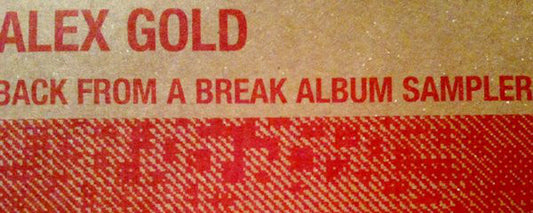 ALEX GOLD
BACK FROM A BREAK ALBUM SAMPLER